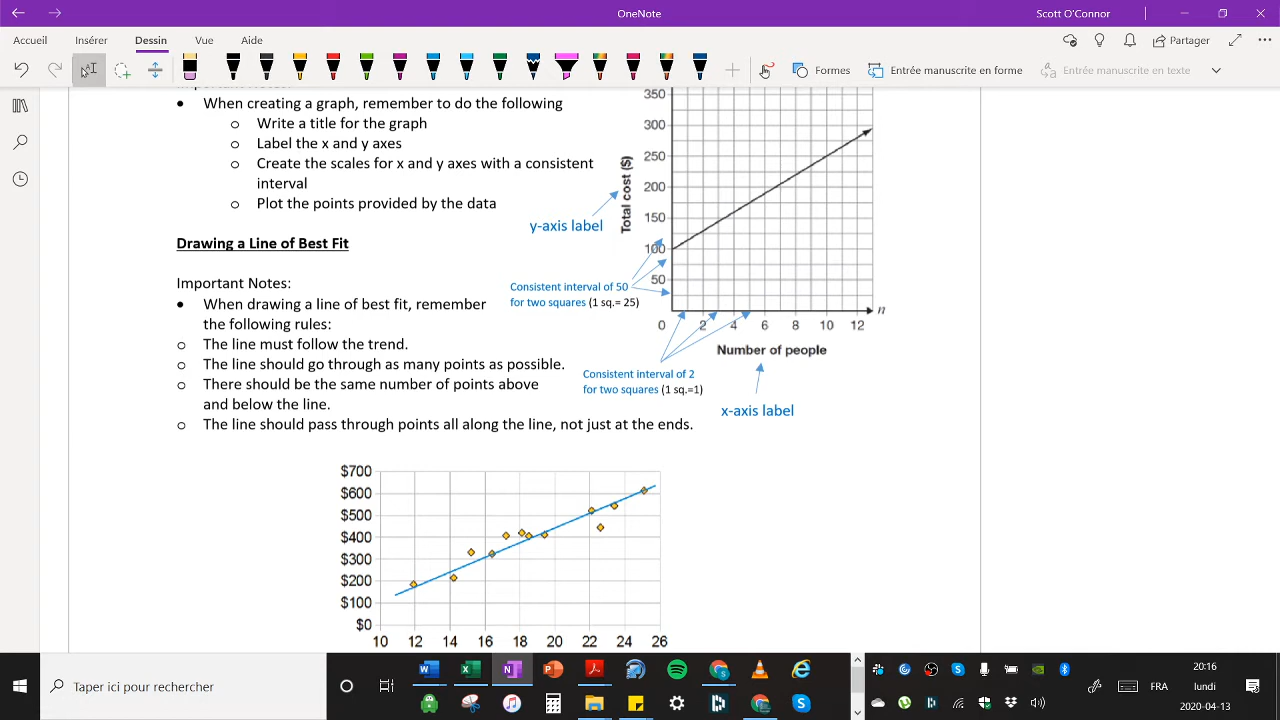 OneNote
Scott O'Connor
Accueil
Insérer
Dessin
Vue
Aide
Partager
Formes
Entrée manuscrite en forme
Entrée manuscrite en texte
Important Notes:
• When creating a graph, remember to do the following
o Write a title for the graph
o Label the x and y axes
o Create the scales for x and y axes with a consistent
interval
o Plot the points provided by the data
Drawing a Line of Best Fit
Important Notes:
• When drawing a line of best fit, remember
the following rules:
o The line must follow the trend.
o The line should go through as many points as possible.
o There should be the same number of points above
and below the line.
o The line should pass through points all along the line, not just at the ends.
350
300
250
200
150
100
50
Total cost ($)
y-axis label
Consistent interval of 50
for two squares (1 sq.= 25)
0 2 4 6 8 10 12
n
Number of people
Consistent interval of 2
for two squares (1 sq.=1)
x-axis label
$700
$600
$500
$400
$300
$200
$100
$0
10 12 14 16 18 20 22 24 26
Taper ici pour rechercher
FRA
20:16
lundi
2020-04-13